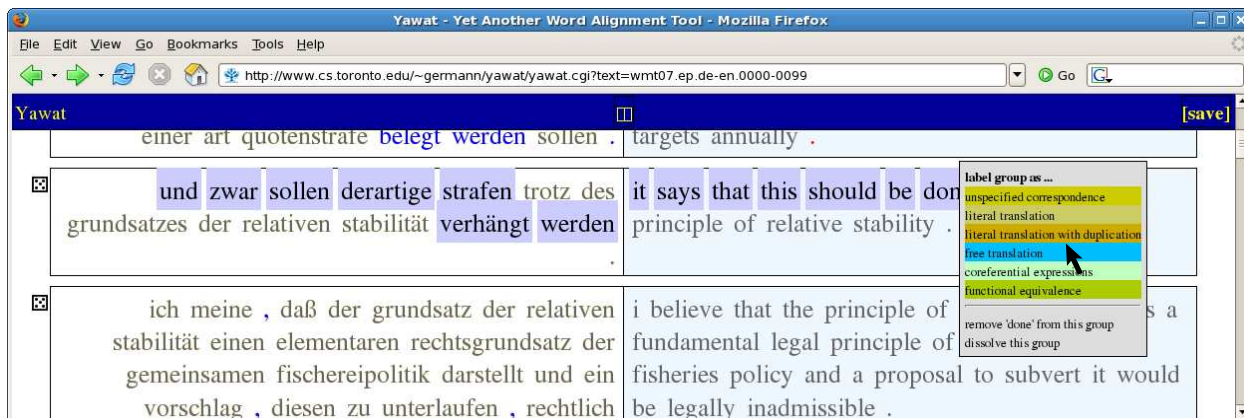 Yawat - Yet Another Word Alignment Tool - Mozilla Firefox
File Edit View Go Bookmarks Tools Help
http://www.cs.toronto.edu/~germann/yawat/yawat.cgi?text=wmt07.ep.de-en.0000-0099 Go
Yawat [save]
einer art quotenstrafe belegt werden sollen .
targets annually .
und zwar sollen derartige strafen trotz des
grundsatzes der relativen stabilität verhängt werden
.
it says that this should be don
principle of relative stability .
label group as ...
unspecified correspondence
literal translation
literal translation with duplication
free translation
coreferential expressions
functional equivalence
remove 'done' from this group
dissolve this group
ich meine , daß der grundsatz der relativen
stabilität einen elementaren rechtsgrundsatz der
gemeinsamen fischereipolitik darstellt und ein
vorschlag , diesen zu unterlaufen , rechtlich
i believe that the principle of s a
fundamental legal principle of
fisheries policy and a proposal to subvert it would
be legally inadmissible .